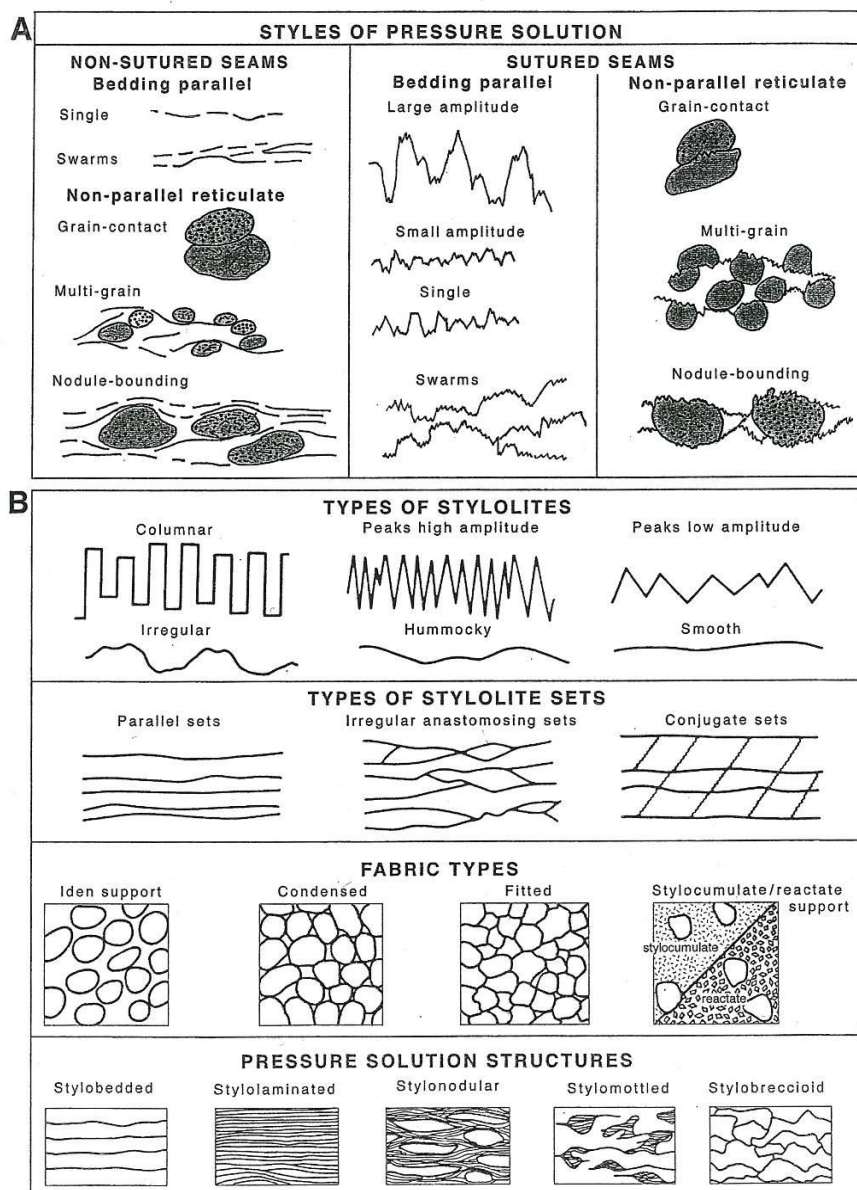 A
STYLES OF PRESSURE SOLUTION
NON-SUTURED SEAMS
Bedding parallel
Single
Swarms
Non-parallel reticulate
Grain-contact
Multi-grain
Nodule-bounding
SUTURED SEAMS
Bedding parallel
Large amplitude
Small amplitude
Single
Swarms
Non-parallel reticulate
Grain-contact
Multi-grain
Nodule-bounding
B
TYPES OF STYLOLITES
Columnar
Peaks high amplitude
Peaks low amplitude
Irregular
Hummocky
Smooth
TYPES OF STYLOLITE SETS
Parallel sets
Irregular anastomosing sets
Conjugate sets
FABRIC TYPES
Iden support
Condensed
Fitted
Stylocumulate/reactate
support
stylocumulate
reactate
PRESSURE SOLUTION STRUCTURES
Stylobedded
Stylolaminated
Stylonodular
Stylomottled
Stylobreccioid